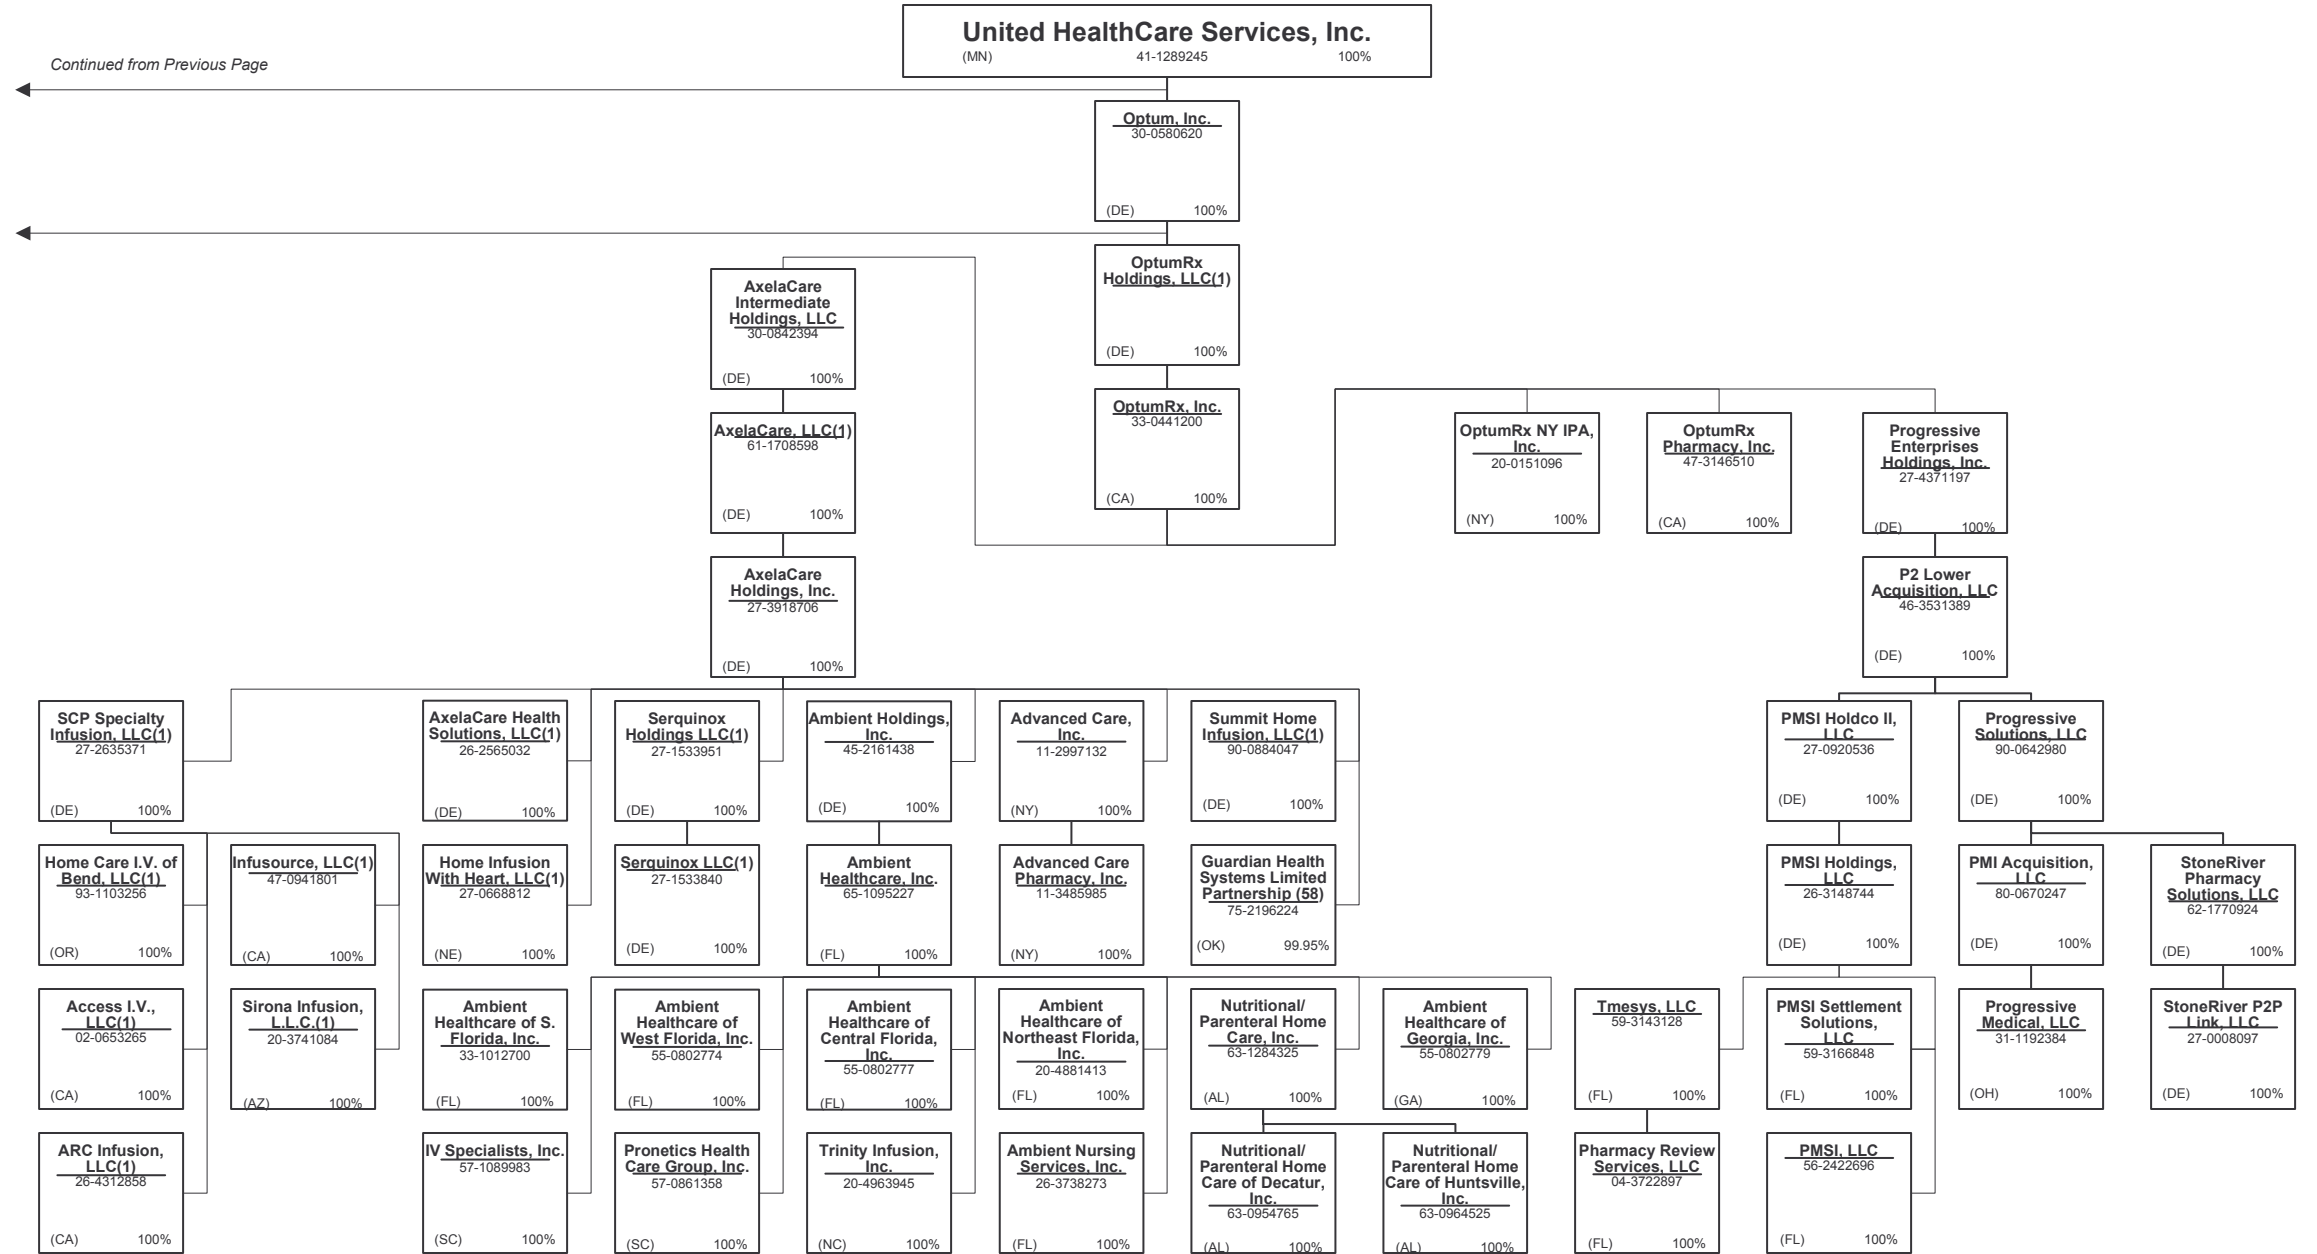 United HealthCare Services, Inc.
(MN) 41-1289245 100%
Continued from Previous Page
Optum, Inc.
30-0580620
(DE) 100%
OptumRx
Holdings, LLC(1)
(DE) 100%
AxelaCare
Intermediate
Holdings, LLC
30-0842394
(DE) 100%
OptumRx, Inc.
33-0441200
(CA) 100%
AxelaCare, LLC(1)
61-1708598
(DE) 100%
OptumRx NY IPA,
Inc.
20-0151096
(NY) 100%
OptumRx
Pharmacy, Inc.
47-3146510
(CA) 100%
Progressive
Enterprises
Holdings, Inc.
27-4371197
(DE) 100%
AxelaCare
Holdings, Inc.
27-3918706
(DE) 100%
P2 Lower
Acquisition, LLC
46-3531389
(DE) 100%
SCP Specialty
Infusion, LLC(1)
27-2635371
(DE) 100%
AxelaCare Health
Solutions, LLC(1)
26-2565032
(DE) 100%
Serquinox
Holdings LLC(1)
27-1533951
(DE) 100%
Ambient Holdings,
Inc.
45-2161438
(DE) 100%
Advanced Care,
Inc.
11-2997132
(NY) 100%
Summit Home
Infusion, LLC(1)
90-0884047
(DE) 100%
PMSI Holdco II,
LLC
27-0920536
(DE) 100%
Progressive
Solutions, LLC
90-0642980
(DE) 100%
Home Care I.V. of
Bend, LLC(1)
93-1103256
(OR) 100%
Infusource, LLC(1)
47-0941801
(CA) 100%
Home Infusion
With Heart, LLC(1)
27-0668812
(NE) 100%
Serquinox LLC(1)
27-1533840
(DE) 100%
Ambient
Healthcare, Inc.
65-1095227
(FL) 100%
Advanced Care
Pharmacy, Inc.
11-3485985
(NY) 100%
Guardian Health
Systems Limited
Partnership (58)
75-2196224
(OK) 99.95%
PMSI Holdings,
LLC
26-3148744
(DE) 100%
PMI Acquisition,
LLC
80-0670247
(DE) 100%
StoneRiver
Pharmacy
Solutions, LLC
62-1770924
(DE) 100%
Access I.V.,
LLC(1)
02-0653265
(CA) 100%
Sirona Infusion,
L.L.C.(1)
20-3741084
(AZ) 100%
Ambient
Healthcare of S.
Florida, Inc.
33-1012700
(FL) 100%
Ambient
Healthcare of
West Florida, Inc.
55-0802774
(FL) 100%
Ambient
Healthcare of
Central Florida,
Inc.
55-0802777
(FL) 100%
Ambient
Healthcare of
Northeast Florida,
Inc.
20-4881413
(FL) 100%
Nutritional/
Parenteral Home
Care, Inc.
63-1284325
(AL) 100%
Ambient
Healthcare of
Georgia, Inc.
55-0802779
(GA) 100%
Tmesys, LLC
59-3143128
(FL) 100%
PMSI Settlement
Solutions,
LLC
59-3166848
(FL) 100%
Progressive
Medical, LLC
31-1192384
(OH) 100%
StoneRiver P2P
Link, LLC
27-0008097
(DE) 100%
ARC Infusion,
LLC(1)
26-4312858
(CA) 100%
IV Specialists, Inc.
57-1089983
(SC) 100%
Pronetics Health
Care Group, Inc.
57-0861358
(SC) 100%
Trinity Infusion,
Inc.
20-4963945
(NC) 100%
Ambient Nursing
Services, Inc.
26-3738273
(FL) 100%
Nutritional/
Parenteral Home
Care of Decatur,
Inc.
63-0954765
(AL) 100%
Nutritional/
Parenteral Home
Care of Huntsville,
Inc.
63-0964525
(AL) 100%
Pharmacy Review
Services, LLC
04-3722897
(FL) 100%
PMSI, LLC
56-2422696
(FL) 100%